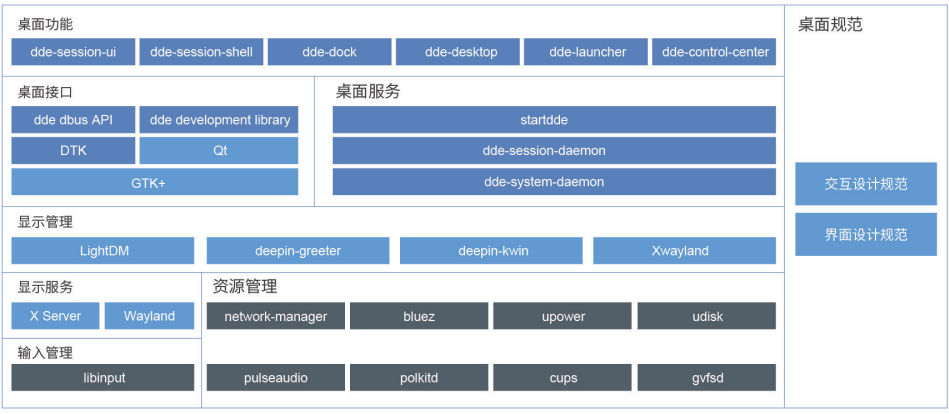 桌面功能
dde-session-ui
dde-session-shell
dde-dock
dde-desktop
dde-launcher
dde-control-center
桌面接口
dde dbus API
dde development library
DTK
Qt
GTK+
桌面服务
startdde
dde-session-daemon
dde-system-daemon
显示管理
LightDM
deepin-greeter
deepin-kwin
Xwayland
显示服务
X Server
Wayland
输入管理
libinput
资源管理
network-manager
bluez
upower
udisk
pulseaudio
polkitd
cups
gvfsd
桌面规范
交互设计规范
界面设计规范